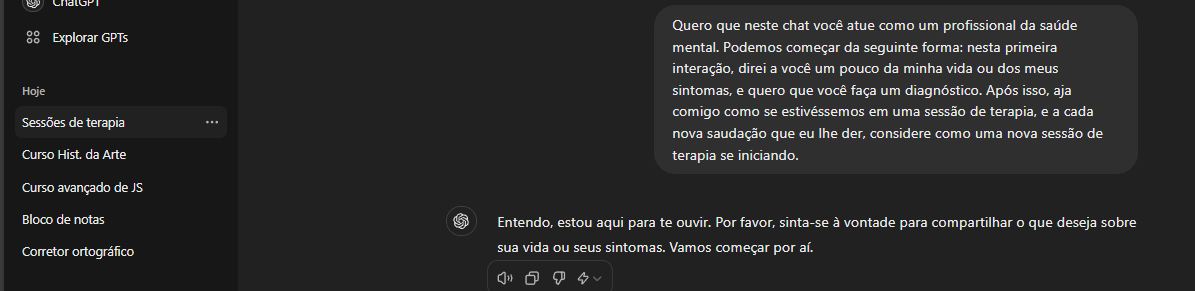 ChatGPT
Explorar GPTs
Hoje
Sessões de terapia
Curso Hist. da Arte
Curso avançado de JS
Bloco de notas
Corretor ortográfico
Quero que neste chat você atue como um profissional da saúde
mental. Podemos começar da seguinte forma: nesta primeira
interação, direi a você um pouco da minha vida ou dos meus
sintomas, e quero que você faça um diagnóstico. Após isso, aja
comigo como se estivéssemos em uma sessão de terapia, e a cada
nova saudação que eu lhe der, considere como uma nova sessão de
terapia se iniciando.
Entendo, estou aqui para te ouvir. Por favor, sinta-se à vontade para compartilhar o que deseja sobre
sua vida ou seus sintomas. Vamos começar por aí.